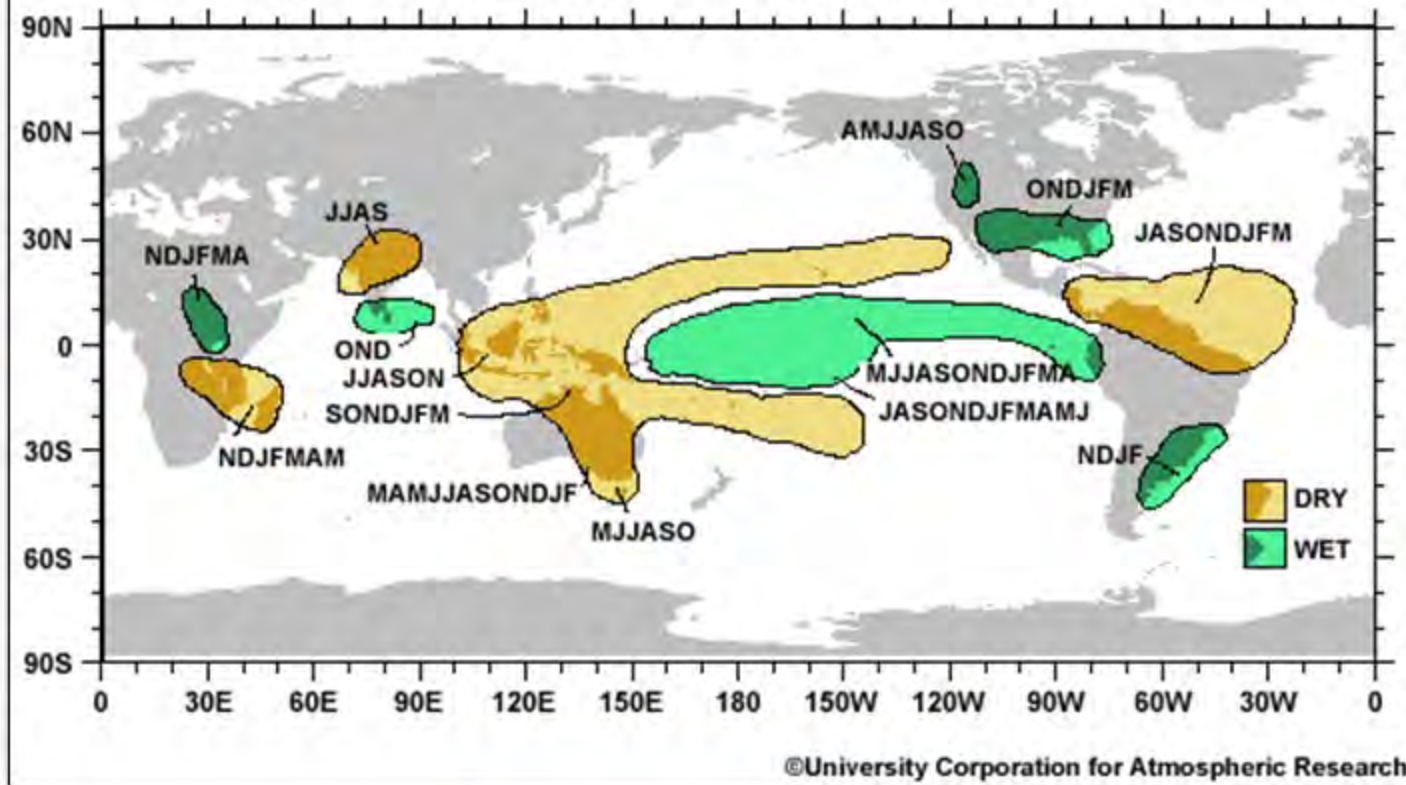 90N
60N
30N
0
30S
60S
90S
AMJJASO
ONDJFM
JJAS
JASONDJFM
NDJFMA
OND
JJASON
MJJASONDJFMA
SONDJFM
JASONDJFMAMJ
NDJFMAM
NDJF
MAMJJASONDJF
MJJASO
DRY
WET
0 30E 60E 90E 120E 150E 180 150W 120W 90W 60W 30W 0
©University Corporation for Atmospheric Research